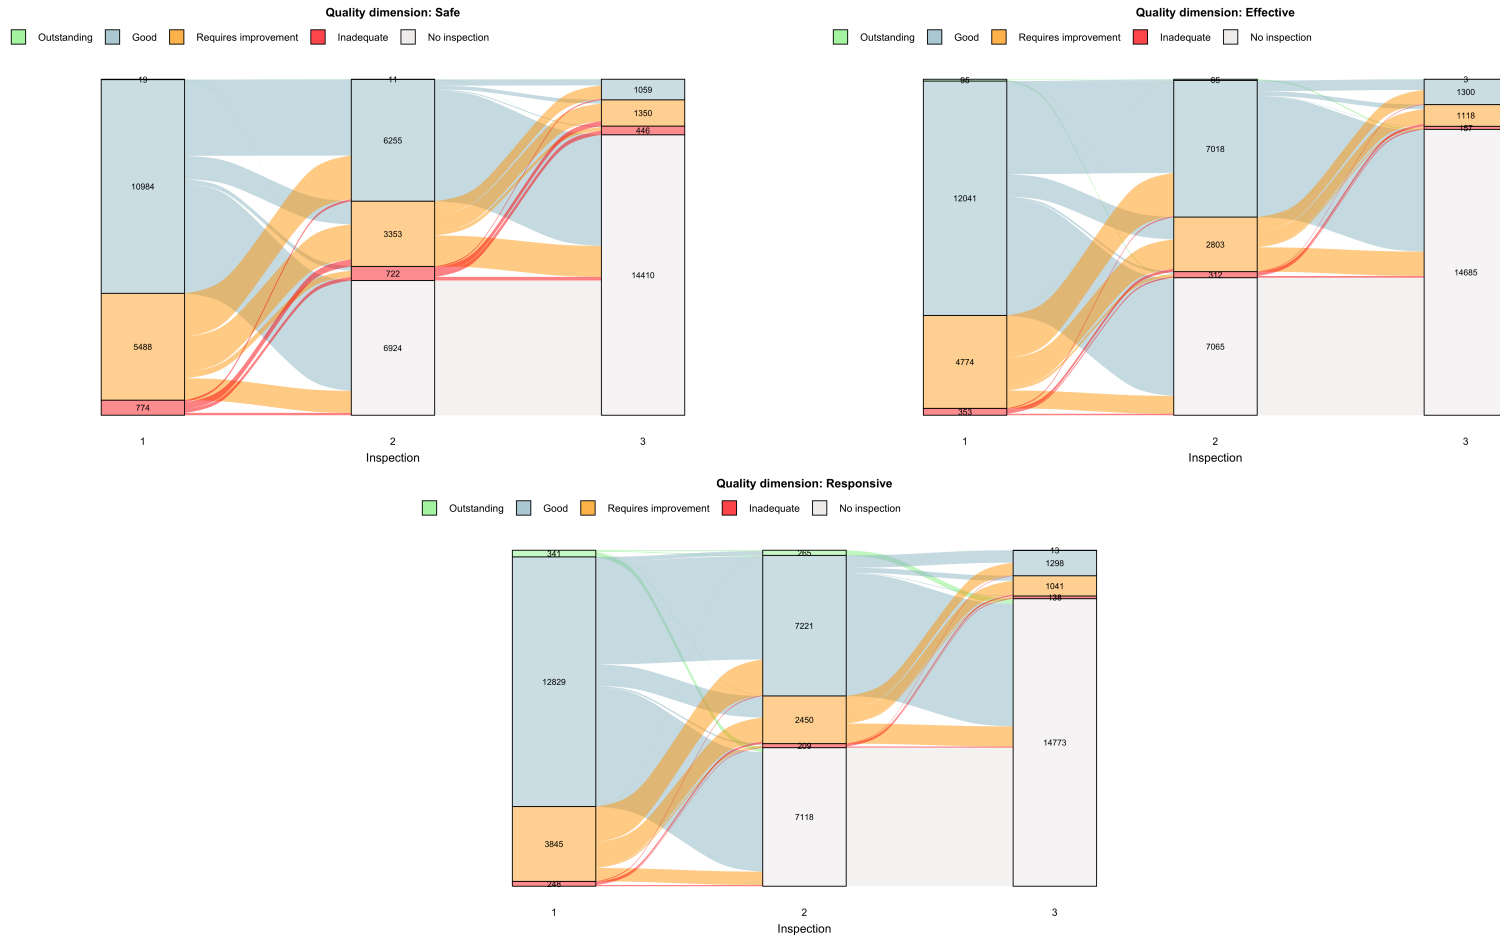 Quality dimension: Safe
Outstanding Good Requires improvement Inadequate No inspection
19 11
1059
1350
446
6255
10984
3353
722
14410
5488
6924
774
1 2 3
Inspection
Quality dimension: Effective
Outstanding Good Requires improvement Inadequate No inspection
95 3
1300
1118
157
7018
12041
2803
312
14685
7065
4774
353
1 2 3
Inspection
Quality dimension: Responsive
Outstanding Good Requires improvement Inadequate No inspection
341 265 13
1298
1041
138
7221
12829
2450
209
14773
7118
3845
248
1 2 3
Inspection